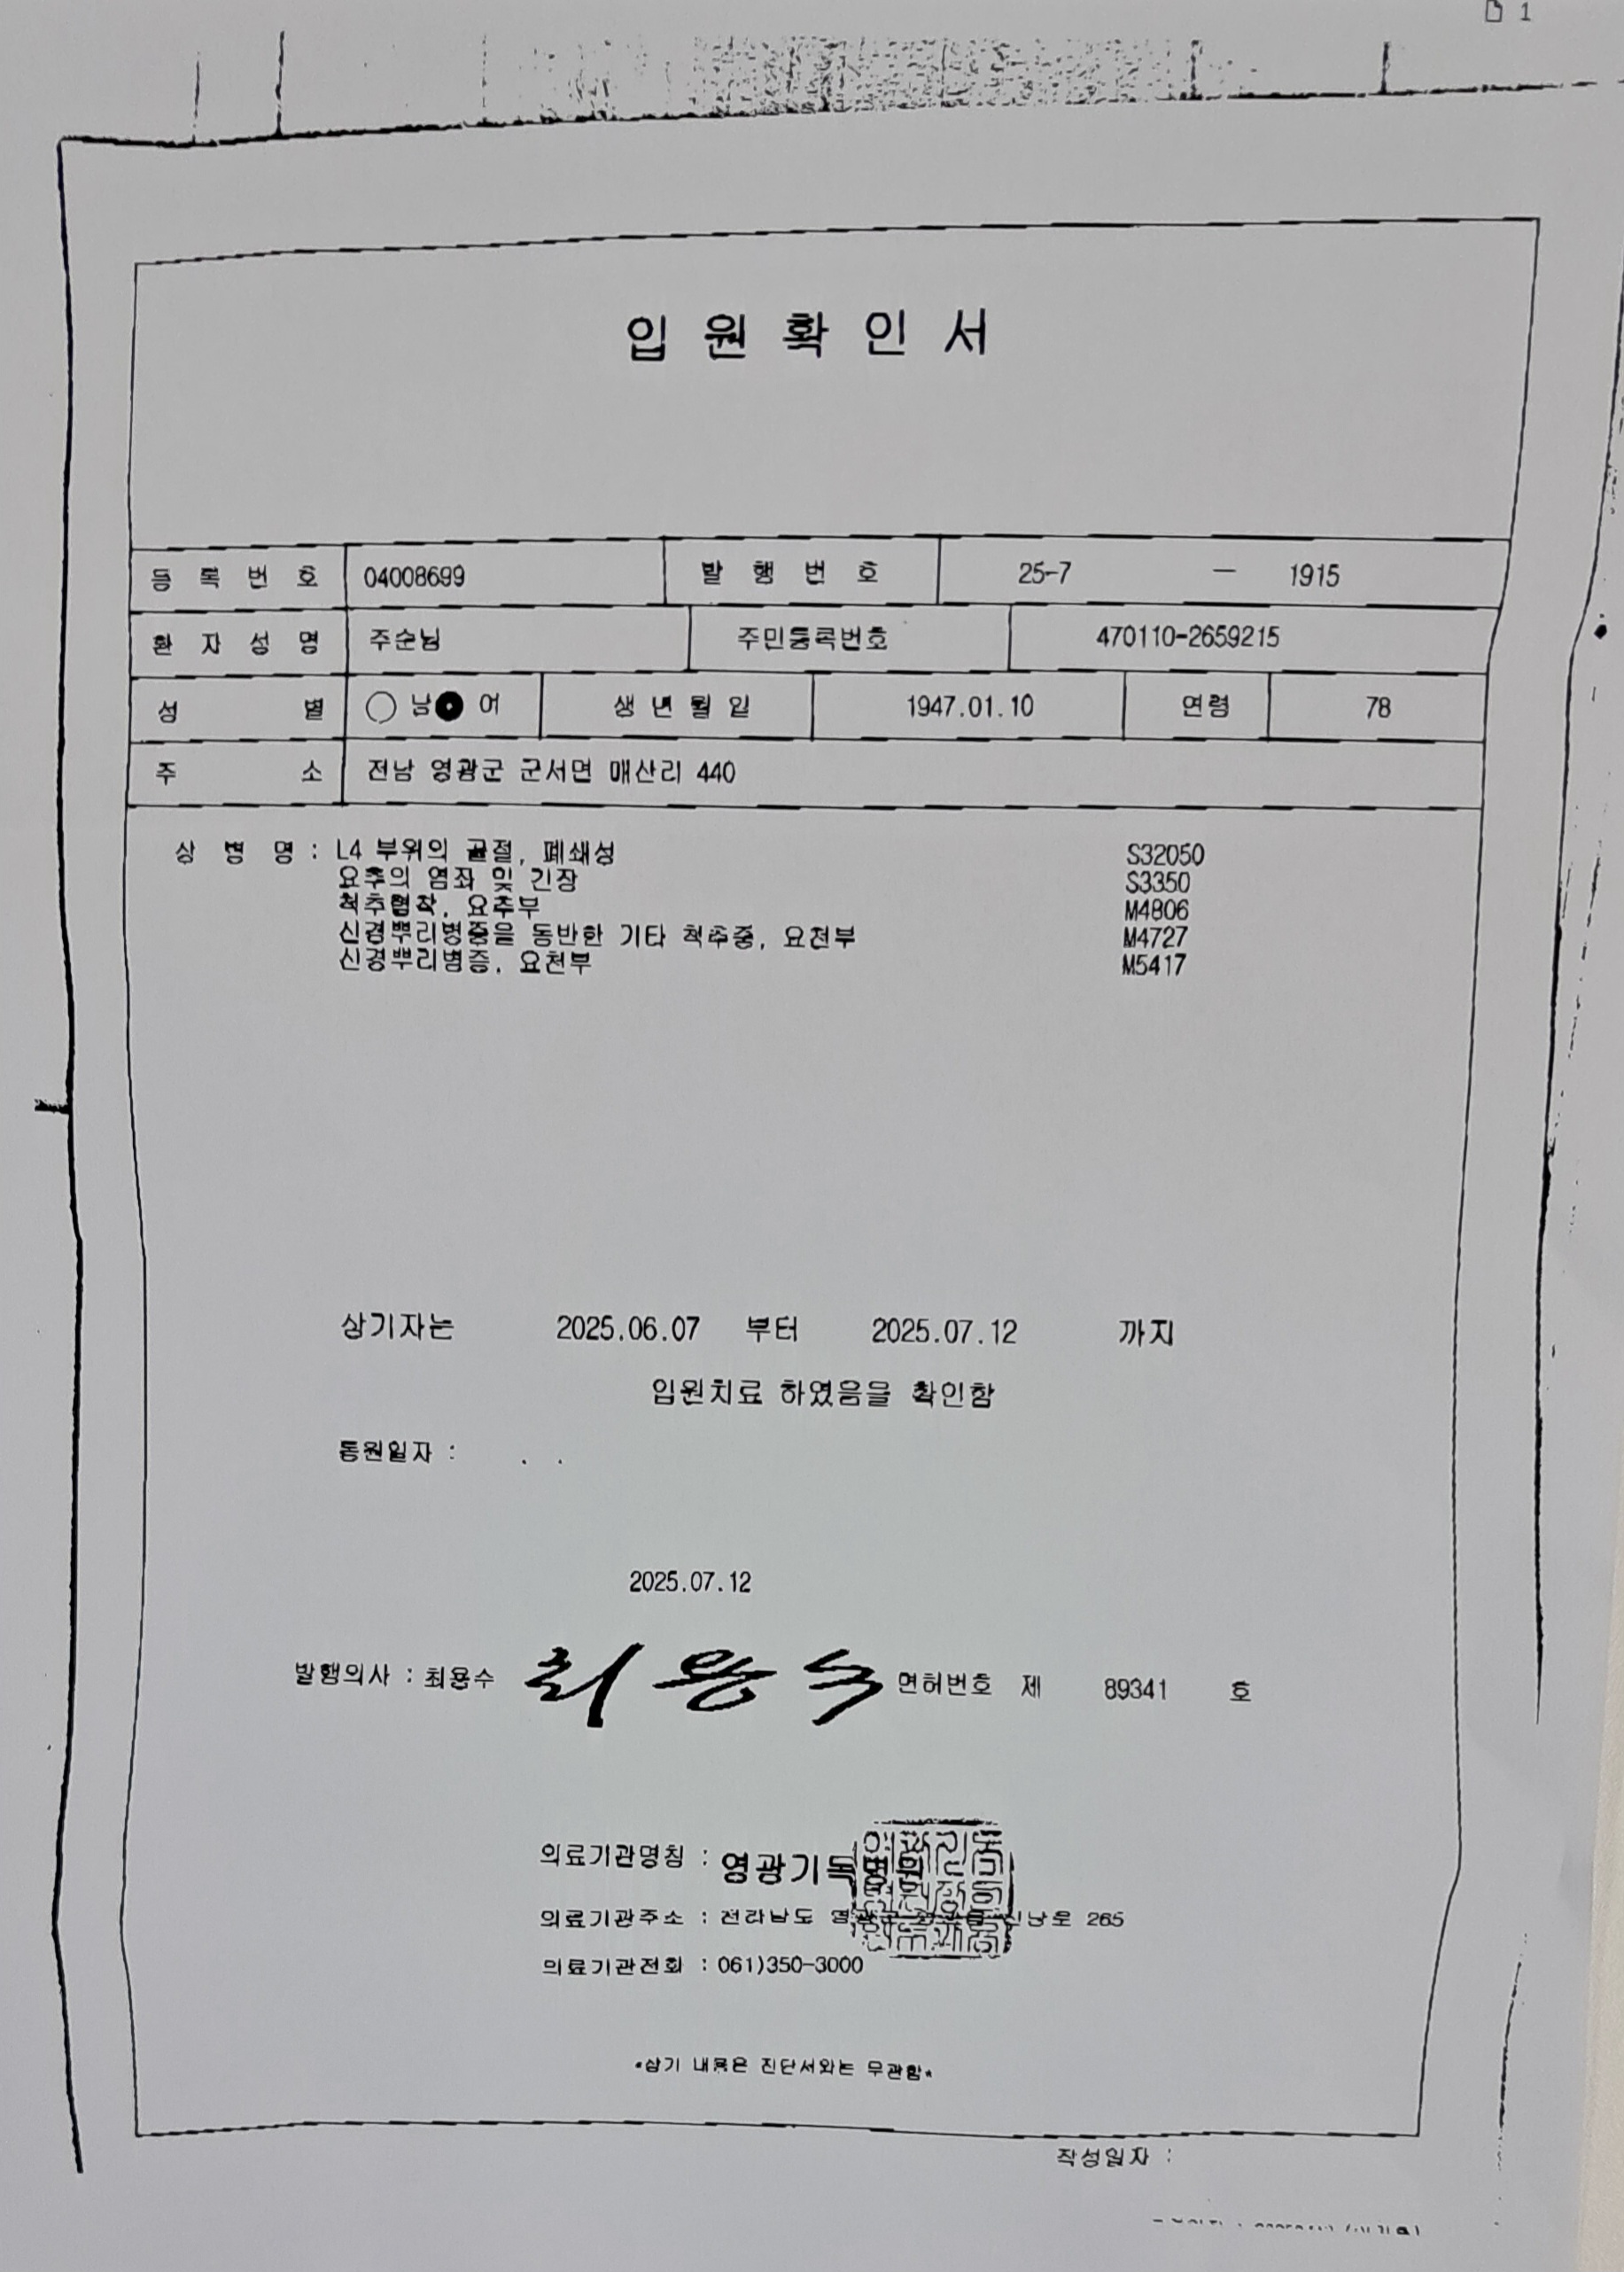 1
입 원 확 인 서
등 록 번 호 04008699 발 행 번 호 25-7 - 1915
환 자 성 명 주순님 주민등록번호 470110-2659215
성 별 남 여 생 년 월 일 1947.01.10 연령 78
주 소 전남 영광군 군서면 매산리 440
상 병 명 : L4 부위의 골절, 폐쇄성 S32050
요추의 염좌 및 긴장 S3350
척추협착, 요추부 M4806
신경뿌리병증을 동반한 기타 척추증, 요천부 M4727
신경뿌리병증, 요천부 M5417
상기자는 2025.06.07 부터 2025.07.12 까지
입원치료 하였음을 확인함
통원일자 : . .
2025.07.12
발행의사 : 최용수 최용수 면허번호 제 89341 호
의료기관명칭 : 영광기독병원
의료기관주소 : 전라남도 영광군 영광읍 신남로 265
의료기관전화 : 061)350-3000
*상기 내용은 진단서와는 무관함*
작성일자 :